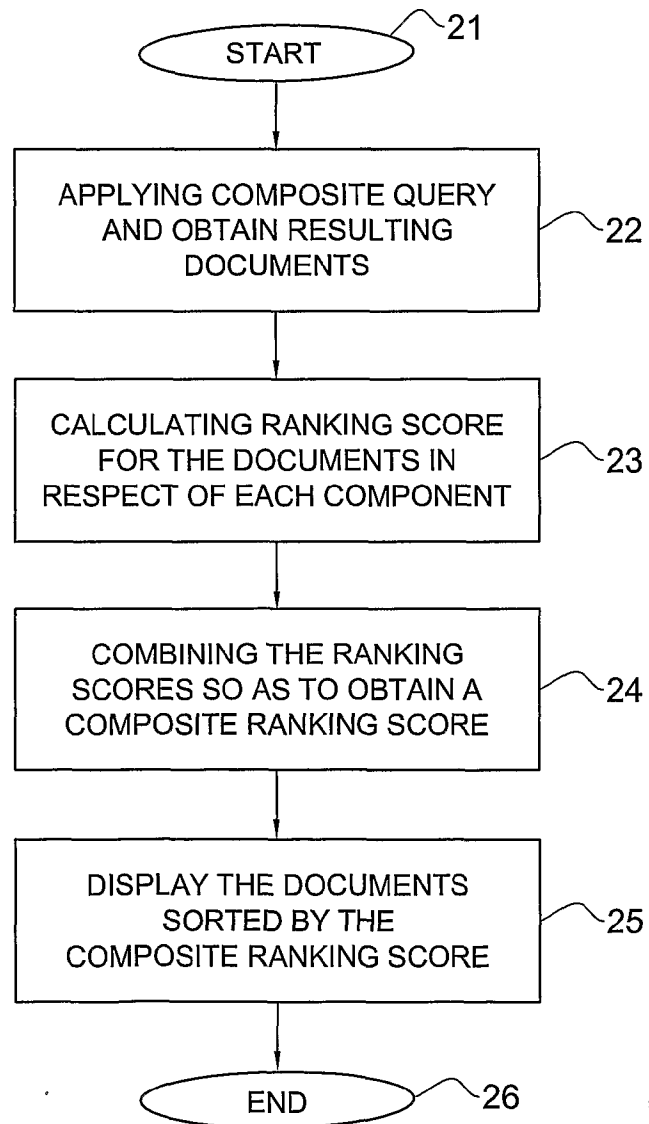 21
START
APPLYING COMPOSITE QUERY
AND OBTAIN RESULTING
DOCUMENTS
22
CALCULATING RANKING SCORE
FOR THE DOCUMENTS IN
RESPECT OF EACH COMPONENT
23
COMBINING THE RANKING
SCORES SO AS TO OBTAIN A
COMPOSITE RANKING SCORE
24
DISPLAY THE DOCUMENTS
SORTED BY THE
COMPOSITE RANKING SCORE
25
END
26